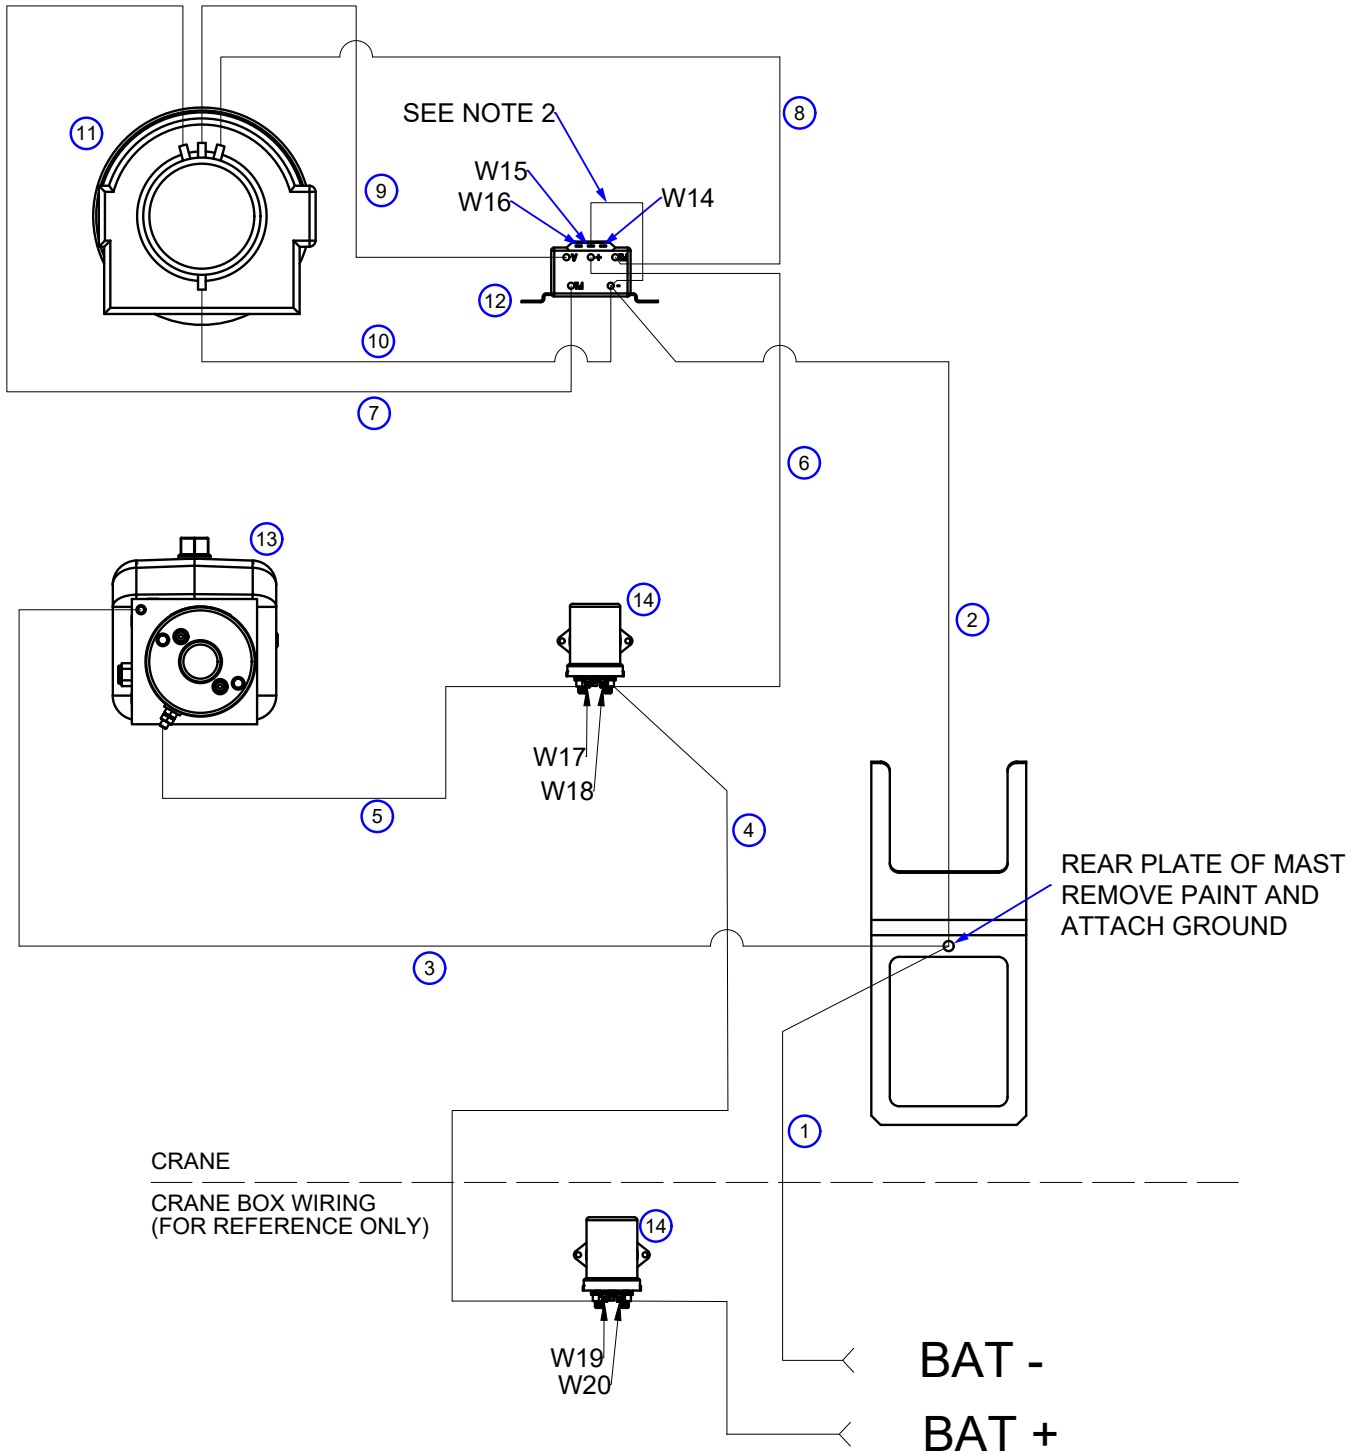 11
SEE NOTE 2
8
W15
9
W16
W14
A
+
F1
F2
-
12
10
7
6
13
14
2
W17
W18
5
4
REAR PLATE OF MAST
REMOVE PAINT AND
ATTACH GROUND
3
1
CRANE
CRANE BOX WIRING
(FOR REFERENCE ONLY)
14
W19
W20
BAT -
BAT +